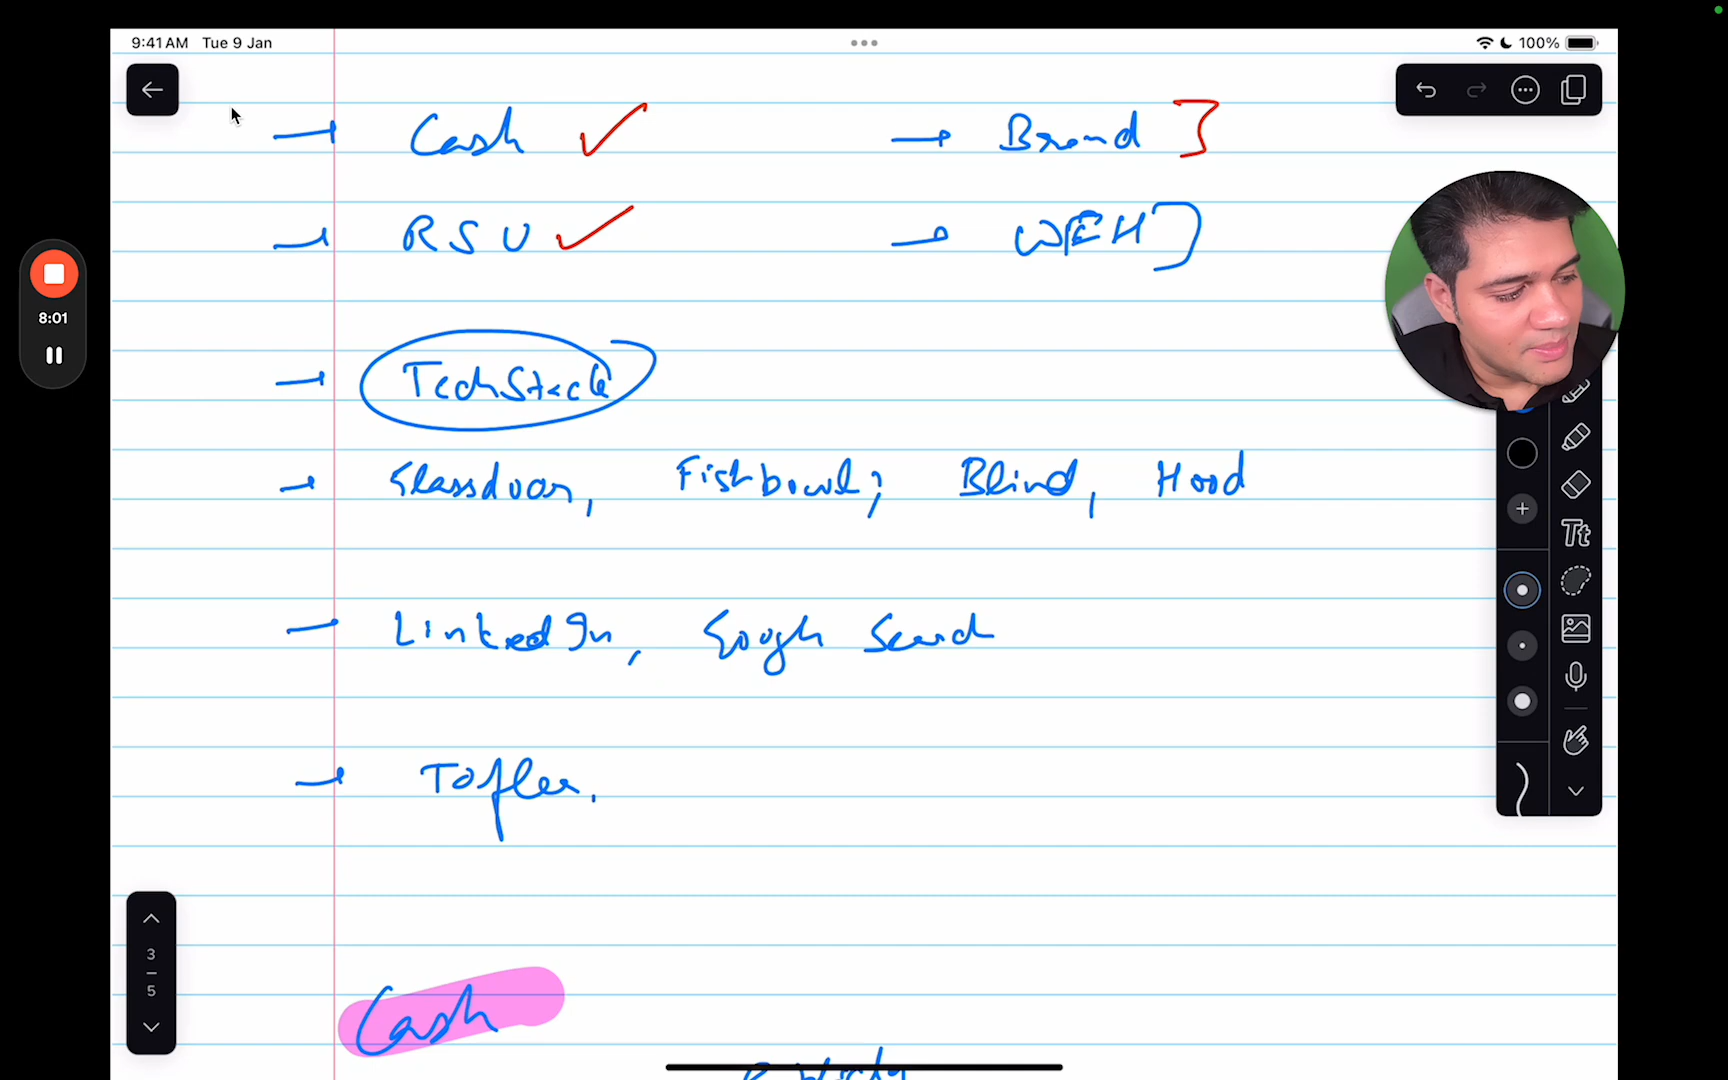 9:41 AM Tue 9 Jan 100%
→ Cash ✓ → Brand ]
→ RSU ✓ → WFH ]
8:01
→ TechStack
→ Glassdoor, Fishbowl; Blind, Hood
→ LinkedIn, Google Search
Tt
→ Tofler,
3
5
Cash